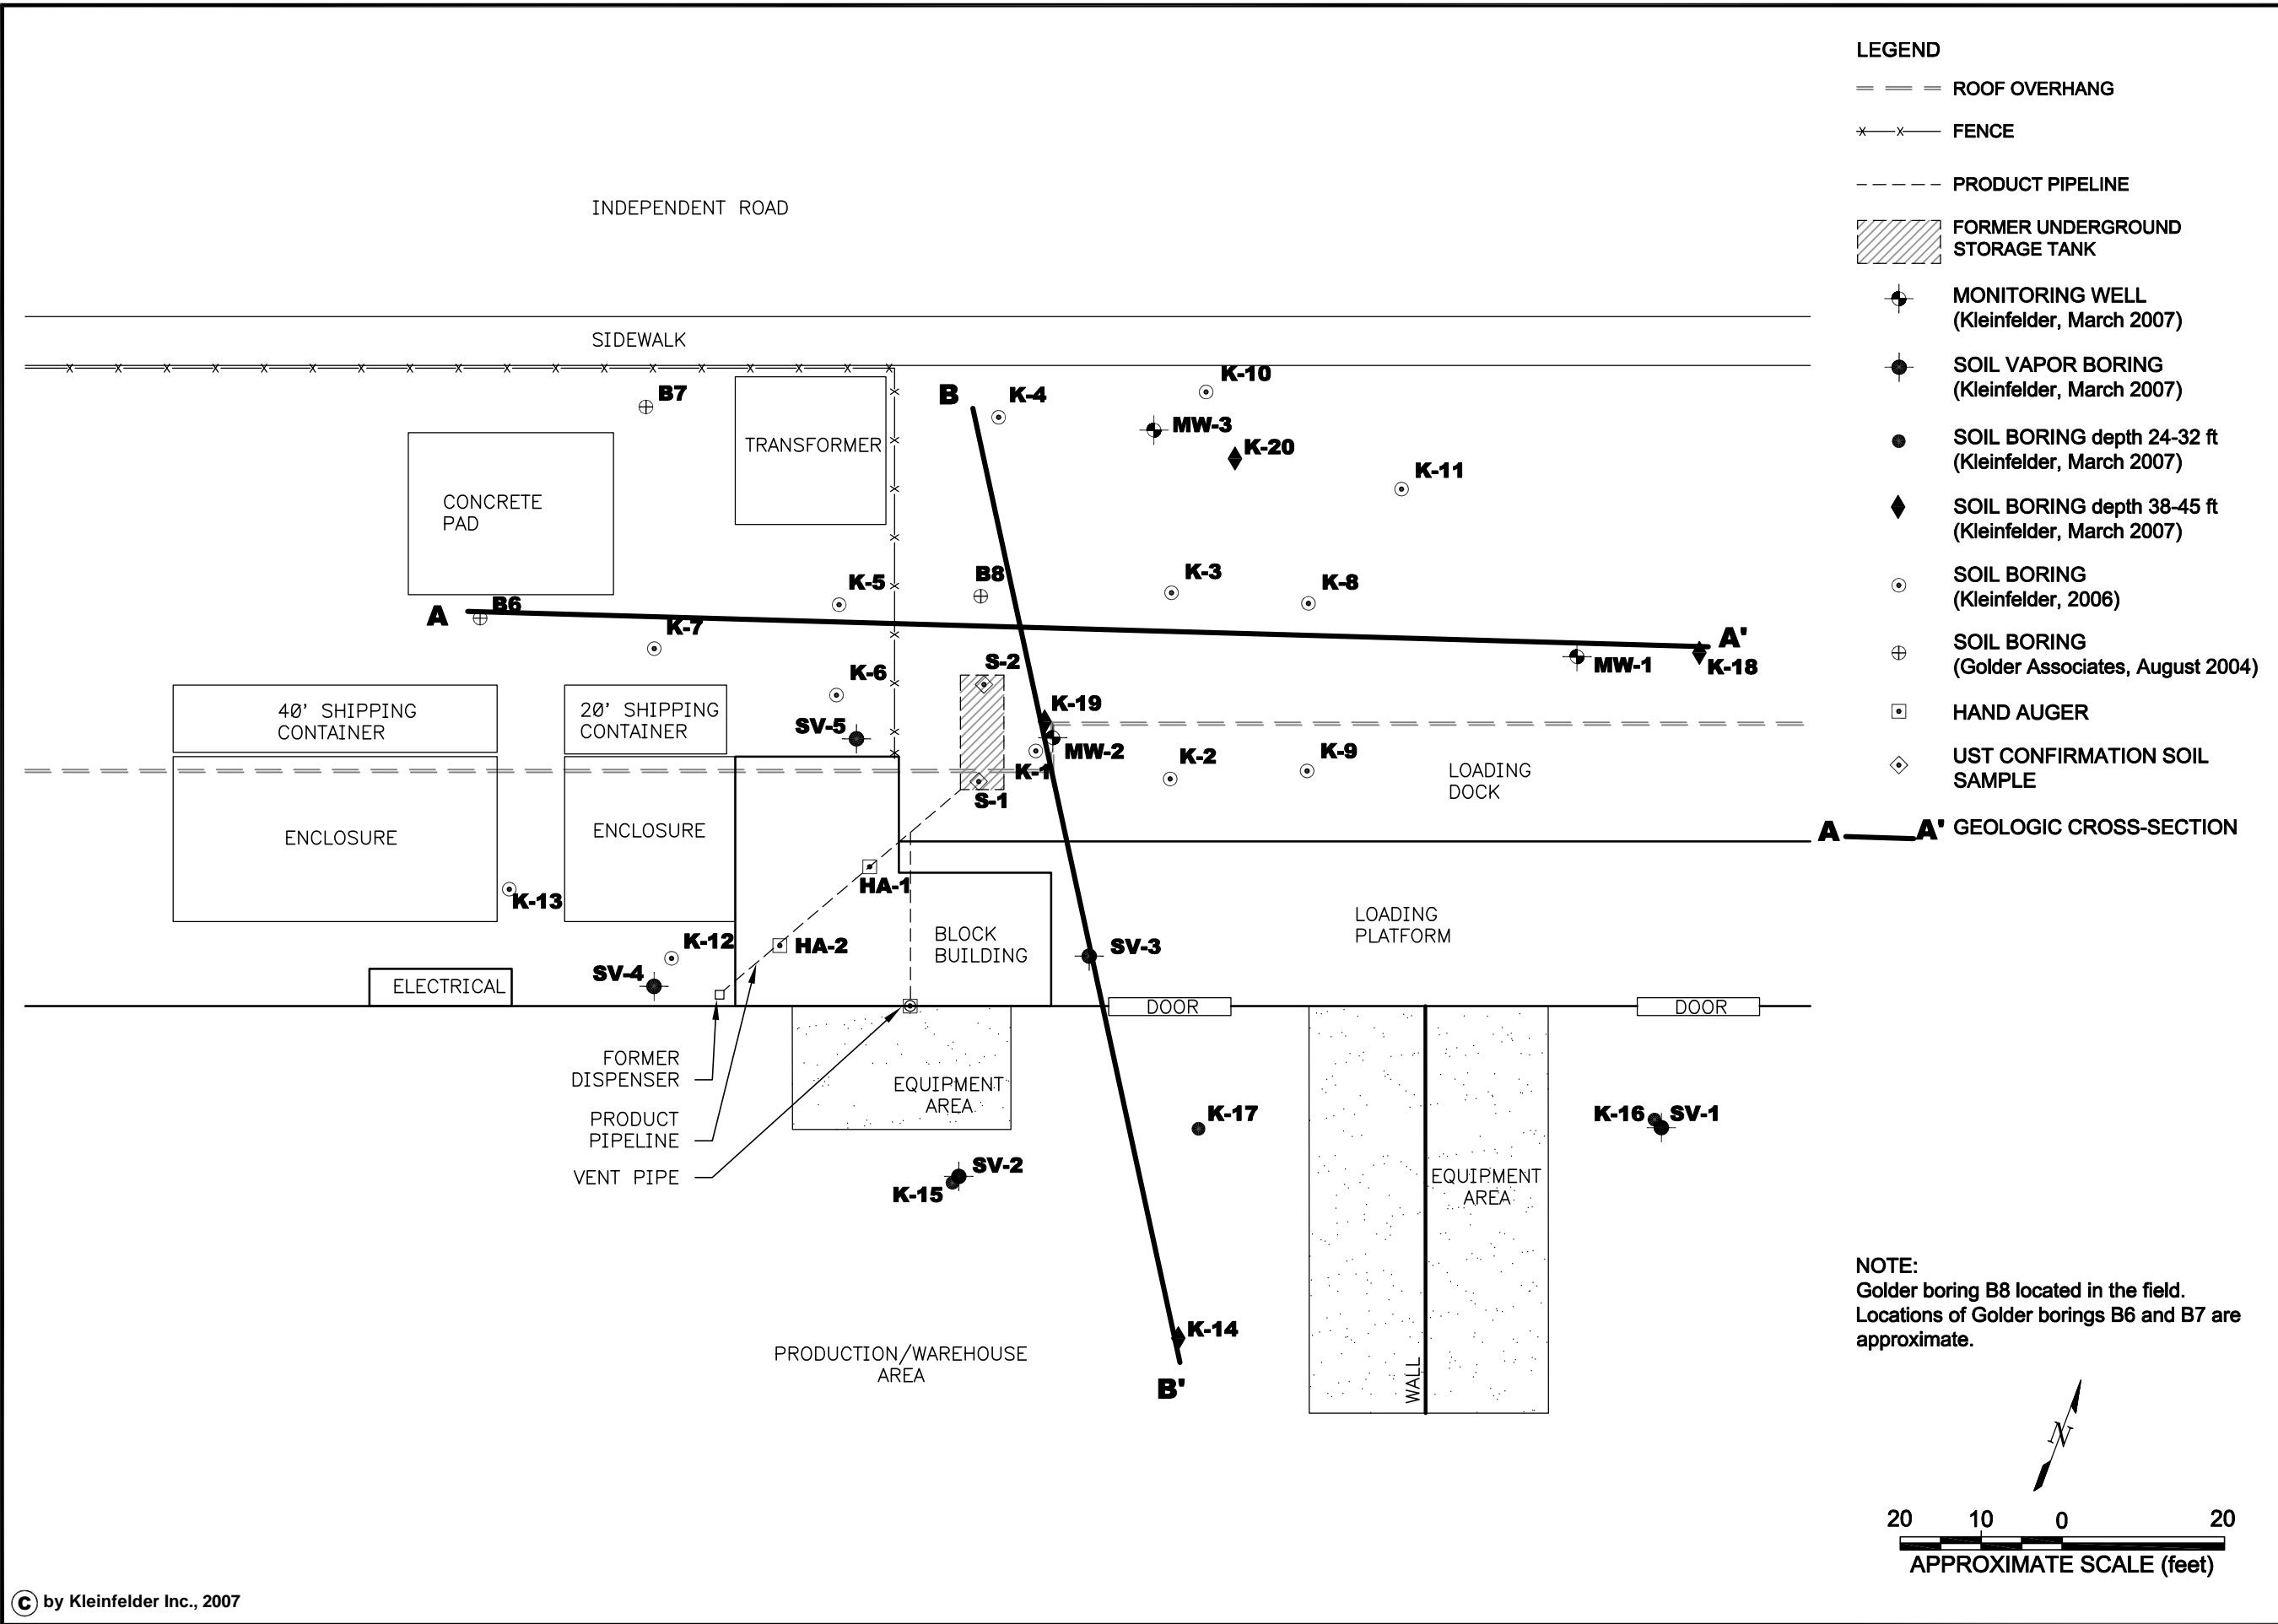 LEGEND
ROOF OVERHANG
X X FENCE
PRODUCT PIPELINE
FORMER UNDERGROUND
STORAGE TANK
MONITORING WELL
(Kleinfelder, March 2007)
SOIL VAPOR BORING
(Kleinfelder, March 2007)
SOIL BORING depth 24-32 ft
(Kleinfelder, March 2007)
SOIL BORING depth 38-45 ft
(Kleinfelder, March 2007)
SOIL BORING
(Kleinfelder, 2006)
SOIL BORING
(Golder Associates, August 2004)
HAND AUGER
UST CONFIRMATION SOIL
SAMPLE
A A' GEOLOGIC CROSS-SECTION
INDEPENDENT ROAD
SIDEWALK
B7
TRANSFORMER
CONCRETE
PAD
B
K-4
K-10
MW-3
K-20
K-11
K-5
B8
K-3
K-8
A
B6
K-7
A'
MW-1
K-18
K-6
S-2
K-19
SV-5
MW-2
K-1
K-2
K-9
S-1
40' SHIPPING
CONTAINER
20' SHIPPING
CONTAINER
LOADING
DOCK
ENCLOSURE
ENCLOSURE
HA-1
K-13
K-12
HA-2
BLOCK
BUILDING
SV-3
LOADING
PLATFORM
SV-4
ELECTRICAL
DOOR
DOOR
FORMER
DISPENSER
EQUIPMENT
AREA
PRODUCT
PIPELINE
VENT PIPE
K-17
K-16
SV-1
SV-2
K-15
EQUIPMENT
AREA
K-14
PRODUCTION/WAREHOUSE
AREA
B'
WALL
NOTE:
Golder boring B8 located in the field.
Locations of Golder borings B6 and B7 are
approximate.
N
20 10 0 20
APPROXIMATE SCALE (feet)
© by Kleinfelder Inc., 2007